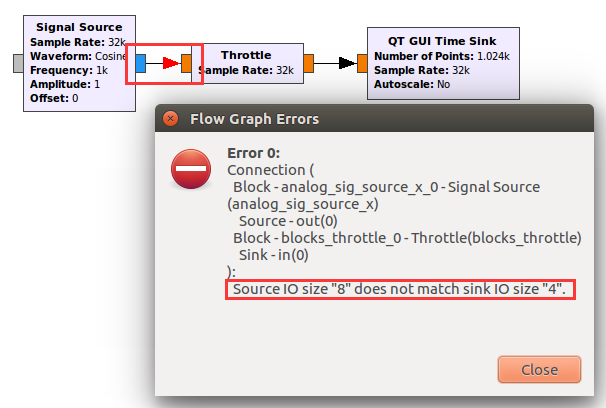 Signal Source
Sample Rate: 32k
Waveform: Cosine
Frequency: 1k
Amplitude: 1
Offset: 0
Throttle
Sample Rate: 32k
QT GUI Time Sink
Number of Points: 1.024k
Sample Rate: 32k
Autoscale: No
Flow Graph Errors
Error 0:
Connection (
Block - analog_sig_source_x_0 - Signal Source
(analog_sig_source_x)
Source - out(0)
Block - blocks_throttle_0 - Throttle(blocks_throttle)
Sink - in(0)
):
Source IO size "8" does not match sink IO size "4".
Close